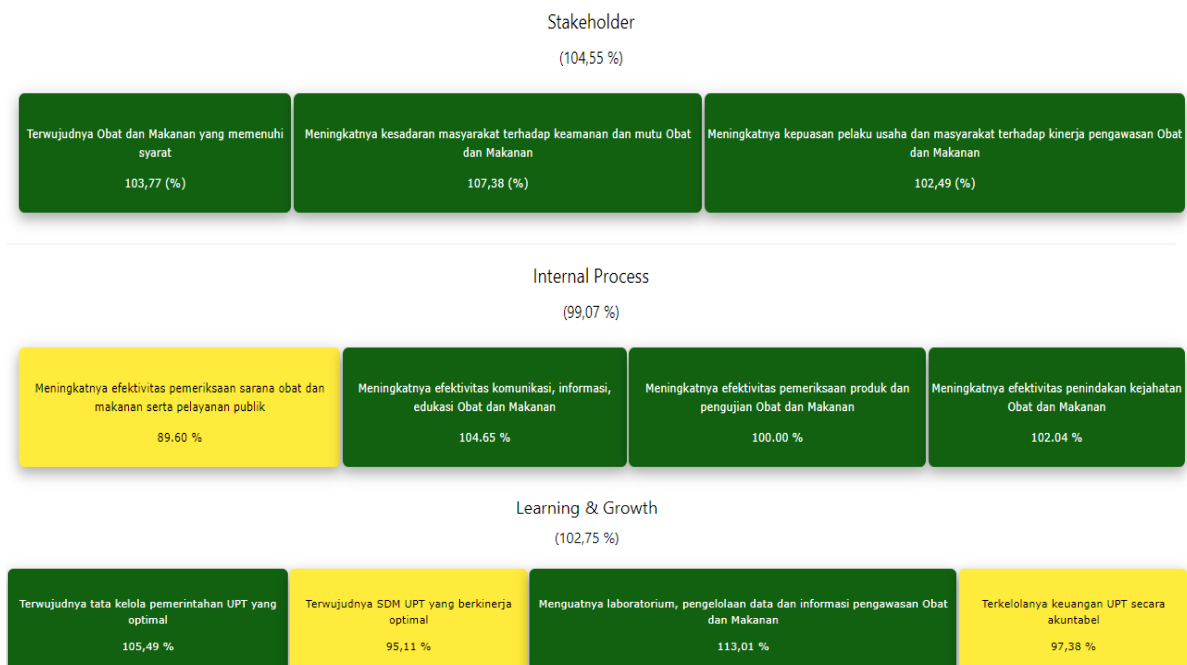 Stakeholder
(104,55 %)
Terwujudnya Obat dan Makanan yang memenuhi
syarat
103,77 (%)
Meningkatnya kesadaran masyarakat terhadap keamanan dan mutu Obat
dan Makanan
107,38 (%)
Meningkatnya kepuasan pelaku usaha dan masyarakat terhadap kinerja pengawasan Obat
dan Makanan
102,49 (%)
Internal Process
(99,07 %)
Meningkatnya efektivitas pemeriksaan sarana obat dan
makanan serta pelayanan publik
89.60 %
Meningkatnya efektivitas komunikasi, informasi,
edukasi Obat dan Makanan
104.65 %
Meningkatnya efektivitas pemeriksaan produk dan
pengujian Obat dan Makanan
100.00 %
Meningkatnya efektivitas penindakan kejahatan
Obat dan Makanan
102.04 %
Learning & Growth
(102,75 %)
Terwujudnya tata kelola pemerintahan UPT yang
optimal
105,49 %
Terwujudnya SDM UPT yang berkinerja
optimal
95,11 %
Menguatnya laboratorium, pengelolaan data dan informasi pengawasan Obat
dan Makanan
113,01 %
Terkelolanya keuangan UPT secara
akuntabel
97,38 %